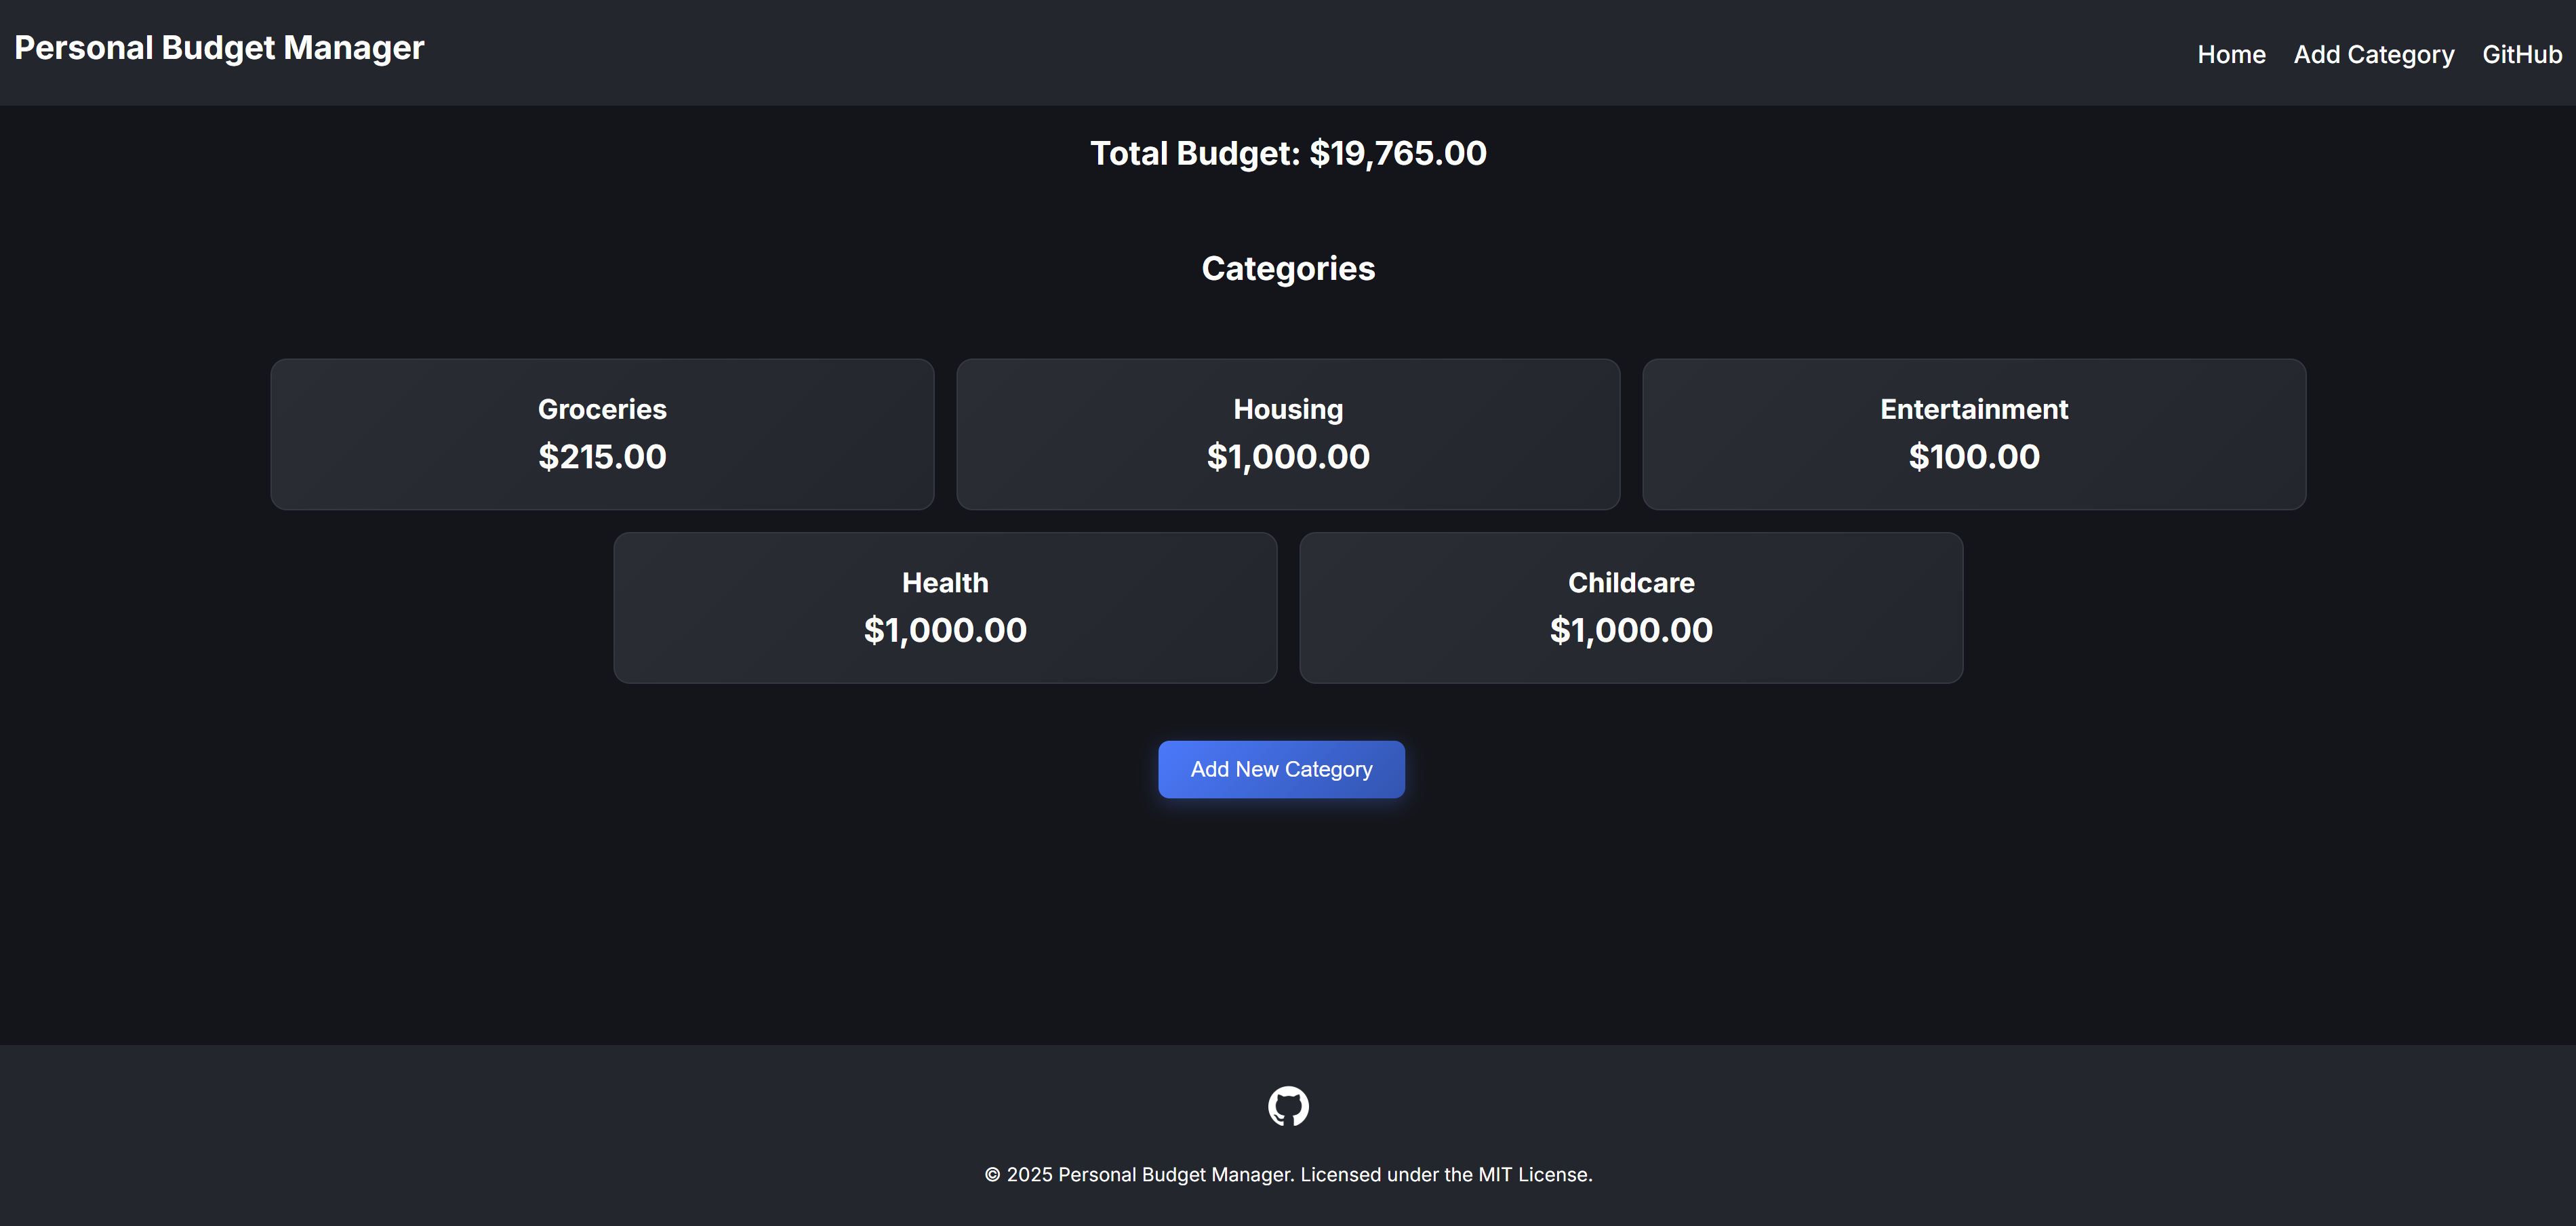 Personal Budget Manager
Home Add Category GitHub
Total Budget: $19,765.00
Categories
Groceries
$215.00
Housing
$1,000.00
Entertainment
$100.00
Health
$1,000.00
Childcare
$1,000.00
Add New Category
© 2025 Personal Budget Manager. Licensed under the MIT License.